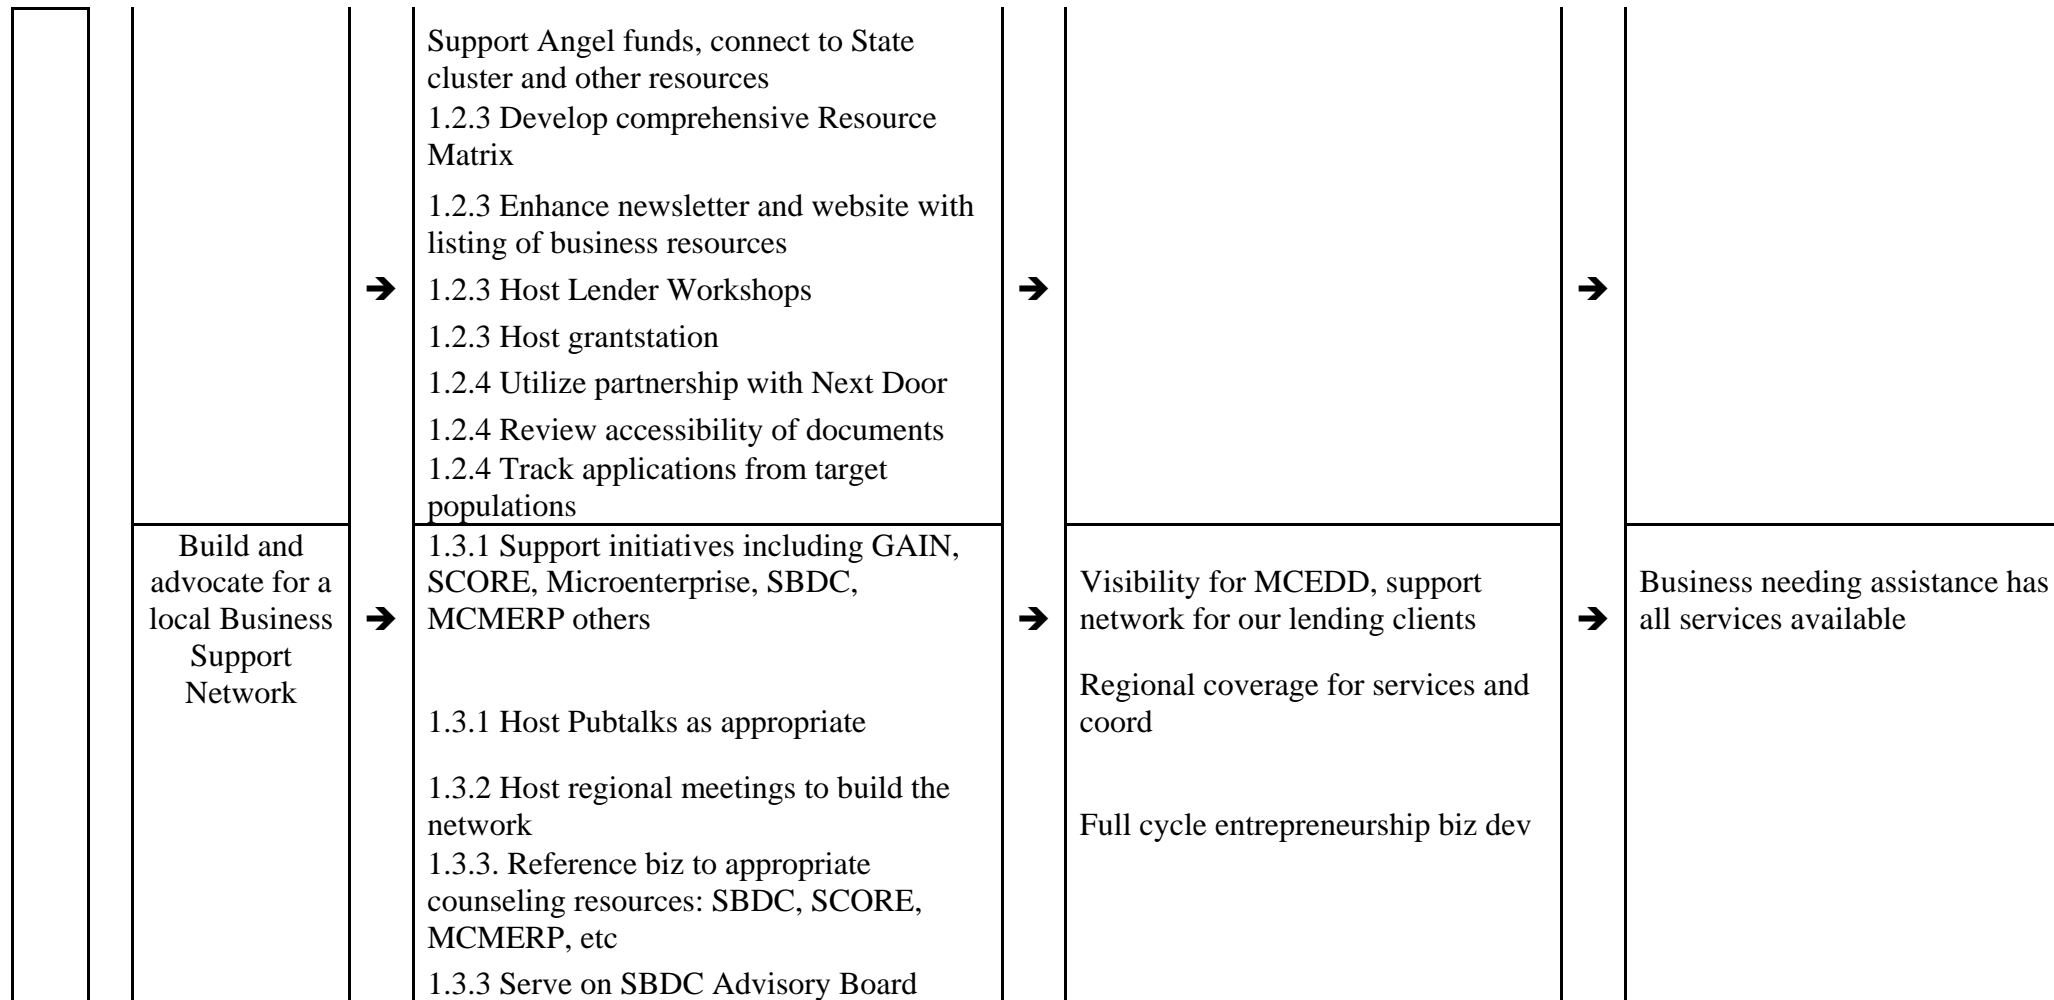 Support Angel funds, connect to State
cluster and other resources
1.2.3 Develop comprehensive Resource
Matrix
1.2.3 Enhance newsletter and website with
listing of business resources
➔
1.2.3 Host Lender Workshops
➔
➔
1.2.3 Host grantstation
1.2.4 Utilize partnership with Next Door
1.2.4 Review accessibility of documents
1.2.4 Track applications from target
populations
Build and
advocate for a
local Business
Support
Network
➔
1.3.1 Support initiatives including GAIN,
SCORE, Microenterprise, SBDC,
MCMERP others
1.3.1 Host Pubtalks as appropriate
1.3.2 Host regional meetings to build the
network
1.3.3. Reference biz to appropriate
counseling resources: SBDC, SCORE,
MCMERP, etc
1.3.3 Serve on SBDC Advisory Board
➔
Visibility for MCEDD, support
network for our lending clients
Regional coverage for services and
coord
Full cycle entrepreneurship biz dev
➔
Business needing assistance has
all services available